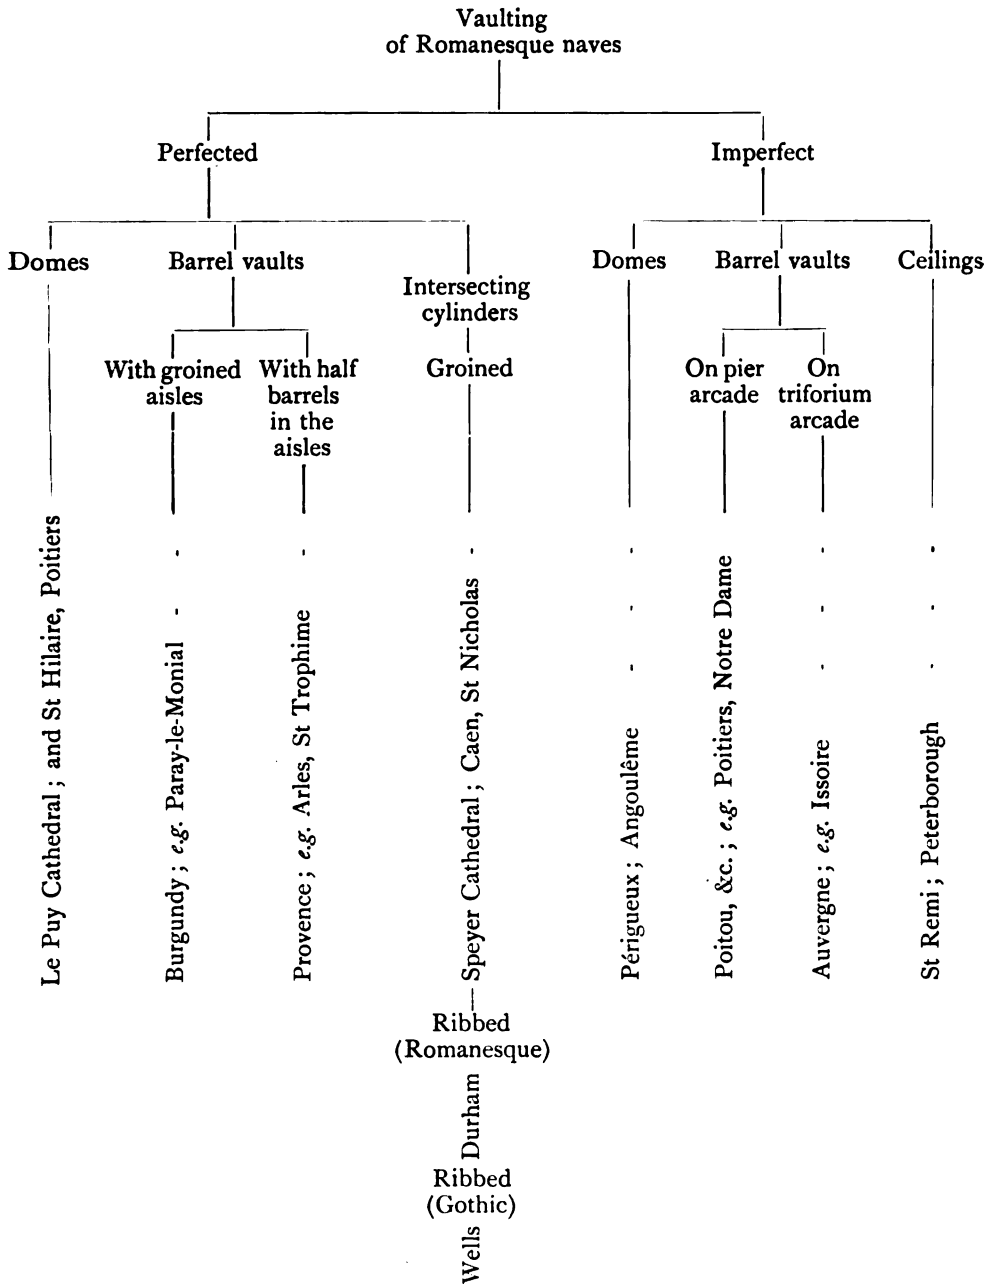 Vaulting
of Romanesque naves
Perfected
Imperfect
Domes
Barrel vaults
Intersecting
cylinders
Domes
Barrel vaults
Ceilings
With groined
aisles
With half
barrels
in the
aisles
Groined
On pier
arcade
On
triforium
arcade
Le Puy Cathedral ; and St Hilaire, Poitiers
Burgundy ; e.g. Paray-le-Monial - -
Provence ; e.g. Arles, St Trophime -
Speyer Cathedral ; Caen, St Nicholas -
Périgueux ; Angoulême - - -
Poitou, &c. ; e.g. Poitiers, Notre Dame
Auvergne ; e.g. Issoire - - -
St Remi ; Peterborough - - -
Ribbed
(Romanesque)
Durham
Ribbed
(Gothic)
Wells